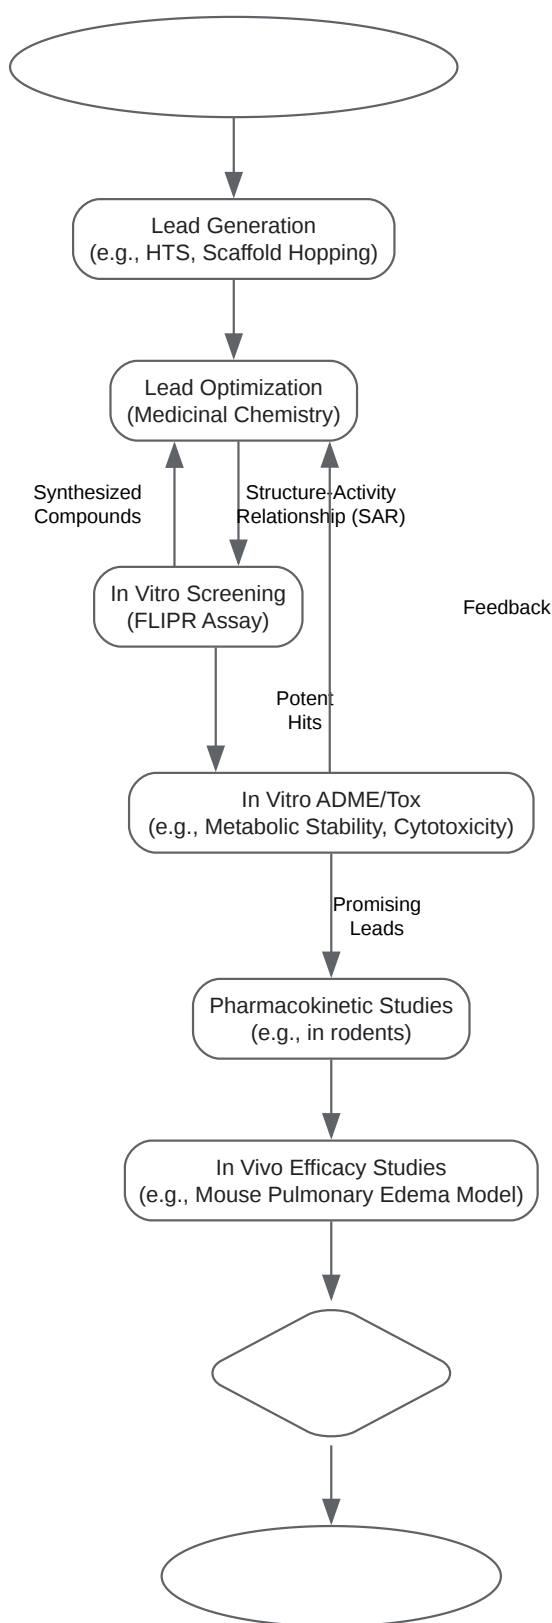 Lead Generation
(e.g., HTS, Scaffold Hopping)
Lead Optimization
(Medicinal Chemistry)
Synthesized
Compounds
Structure-Activity
Relationship (SAR)
In Vitro Screening
(FLIPR Assay)
Feedback
Potent
Hits
In Vitro ADME/Tox
(e.g., Metabolic Stability, Cytotoxicity)
Promising
Leads
Pharmacokinetic Studies
(e.g., in rodents)
In Vivo Efficacy Studies
(e.g., Mouse Pulmonary Edema Model)